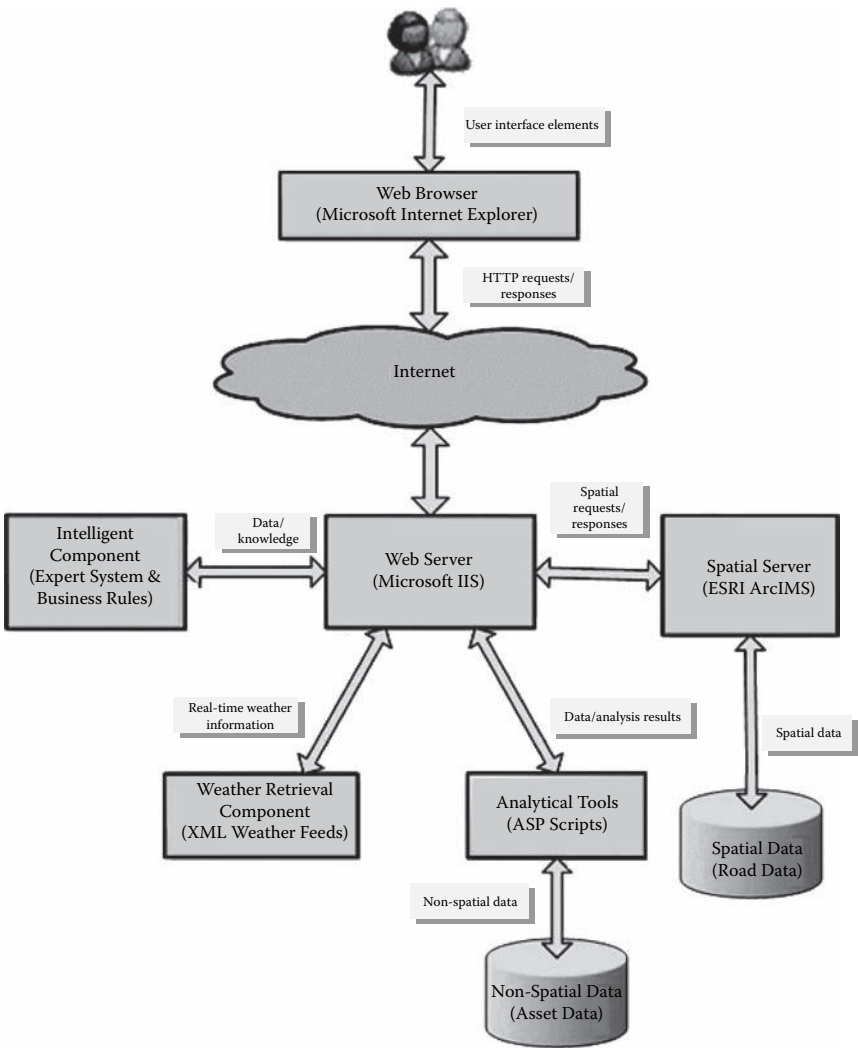 User interface elements
Web Browser
(Microsoft Internet Explorer)
HTTP requests/
responses
Internet
Spatial
requests/
responses
Data/
knowledge
Intelligent
Component
(Expert System &
Business Rules)
Web Server
(Microsoft IIS)
Spatial Server
(ESRI ArcIMS)
Real-time weather
information
Data/analysis results
Spatial data
Weather Retrieval
Component
(XML Weather Feeds)
Analytical Tools
(ASP Scripts)
Spatial Data
(Road Data)
Non-spatial data
Non-Spatial Data
(Asset Data)